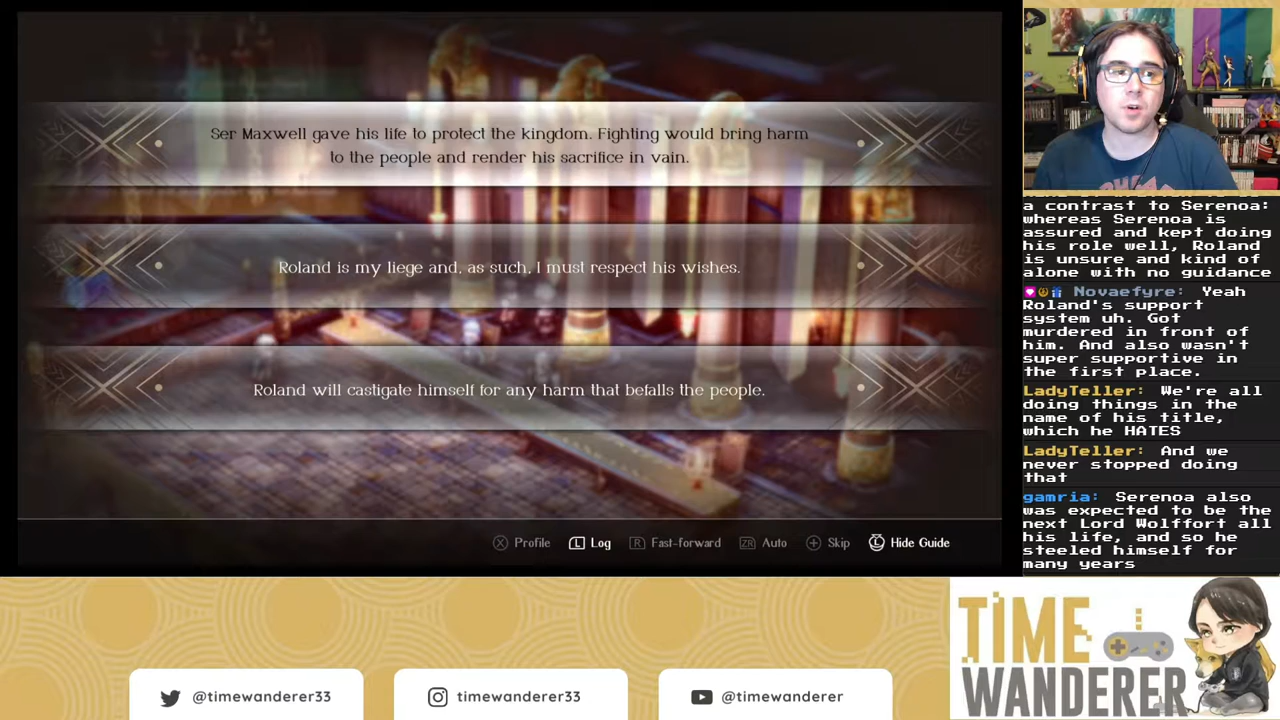 Ser Maxwell gave his life to protect the kingdom. Fighting would bring harm
to the people and render his sacrifice in vain.
Roland is my liege and, as such, I must respect his wishes.
Roland will castigate himself for any harm that befalls the people.
X Profile L Log R Fast-forward ZR Auto + Skip L Hide Guide
a contrast to Serenoa:
whereas Serenoa is
assured and kept doing
his role well, Roland
is unsure and kind of
alone with no guidance
Novaefyre: Yeah
Roland's support
system uh. Got
murdered in front of
him. And also wasn't
super supportive in
the first place.
LadyTeller: We're all
doing things in the
name of his title,
which he HATES
LadyTeller: And we
never stopped doing
that
gamria: Serenoa also
was expected to be the
next Lord Wolffort all
his life, and so he
steeled himself for
many years
@timewanderer33
timewanderer33
@timewanderer
TIME
WANDERER